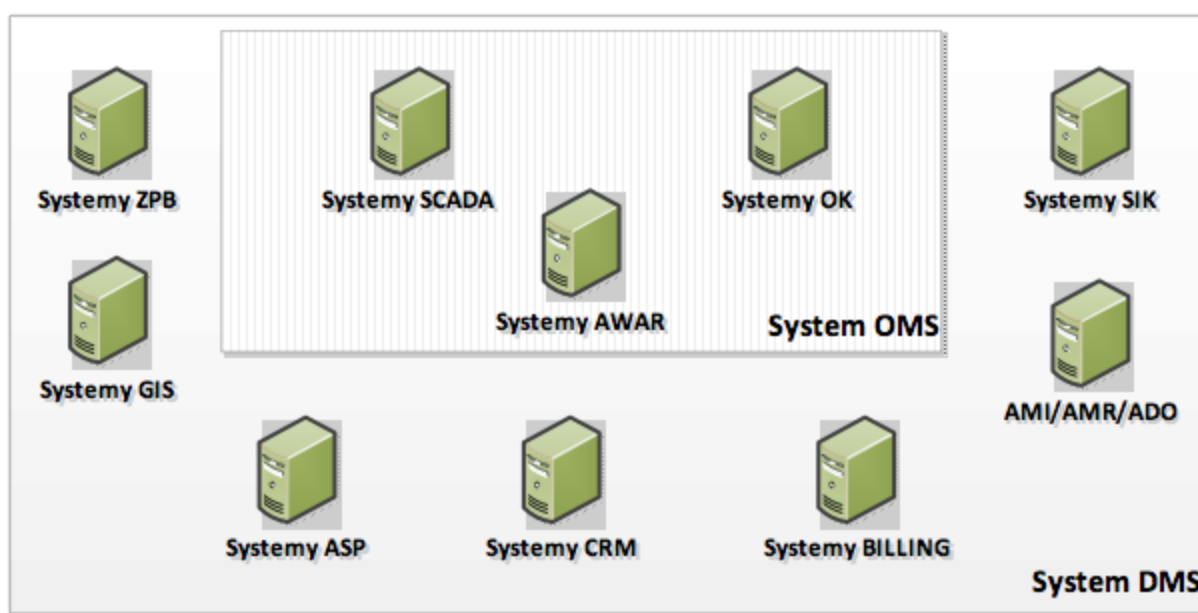 Systemy ZPB
Systemy SCADA
Systemy OK
Systemy SIK
Systemy AWAR
System OMS
Systemy GIS
AMI/AMR/ADO
Systemy ASP
Systemy CRM
Systemy BILLING
System DMS